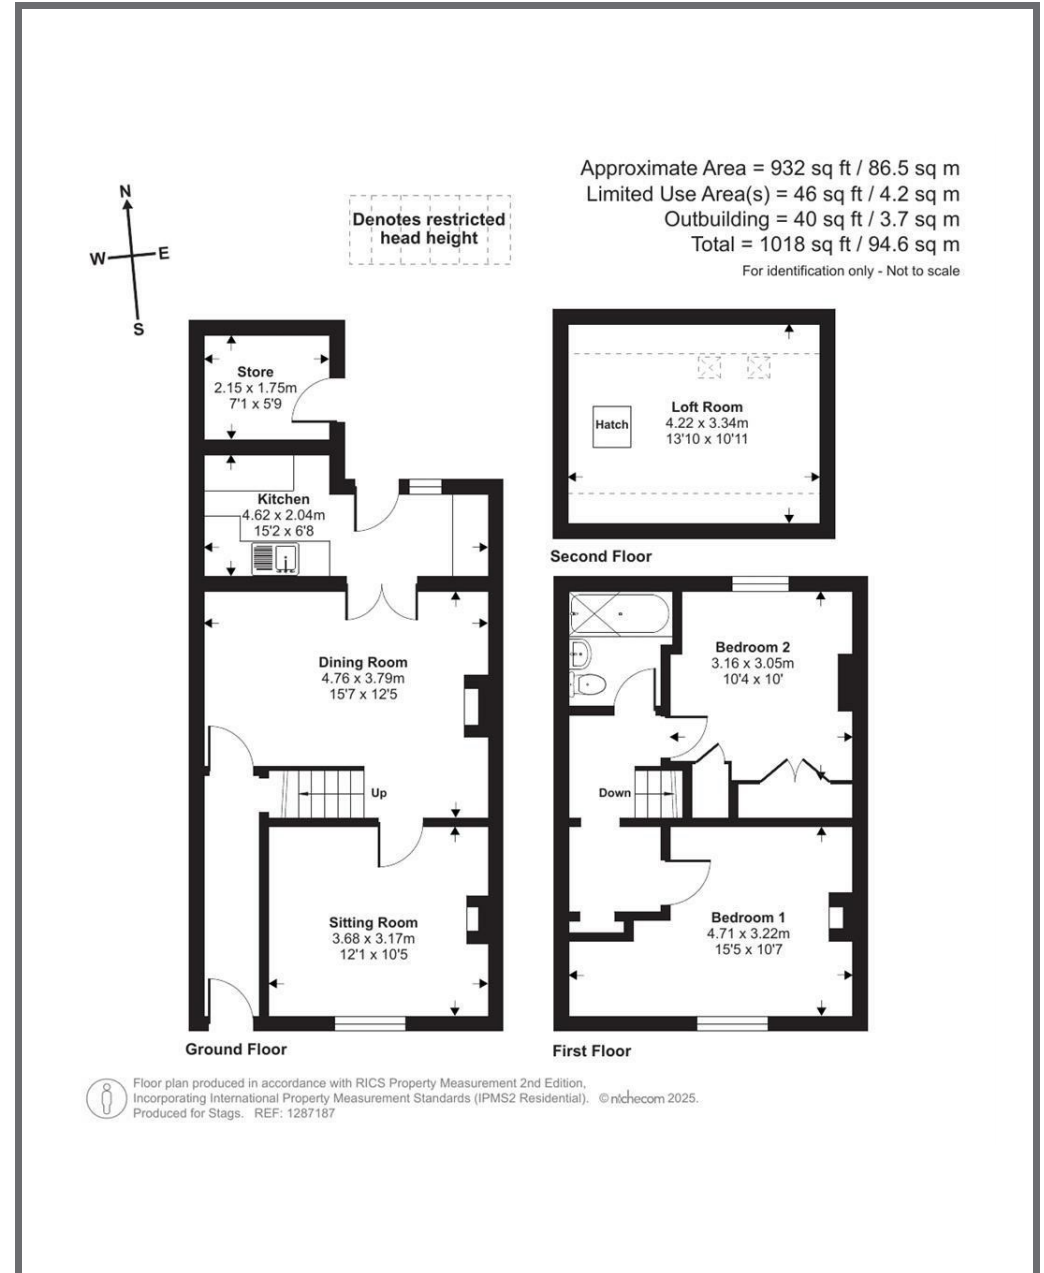 Approximate Area = 932 sq ft / 86.5 sq m
Limited Use Area(s) = 46 sq ft / 4.2 sq m
Outbuilding = 40 sq ft / 3.7 sq m
Total = 1018 sq ft / 94.6 sq m
For identification only - Not to scale
N
W
E
S
Denotes restricted
head height
Store
2.15 x 1.75m
7'1 x 5'9
Kitchen
4.62 x 2.04m
15'2 x 6'8
Dining Room
4.76 x 3.79m
15'7 x 12'5
Up
Sitting Room
3.68 x 3.17m
12'1 x 10'5
Ground Floor
Loft Room
4.22 x 3.34m
13'10 x 10'11
Hatch
Second Floor
Bedroom 2
3.16 x 3.05m
10'4 x 10'
Down
Bedroom 1
4.71 x 3.22m
15'5 x 10'7
First Floor
Floor plan produced in accordance with RICS Property Measurement 2nd Edition,
Incorporating International Property Measurement Standards (IPMS2 Residential). © nichecom 2025.
Produced for Stags. REF: 1287187